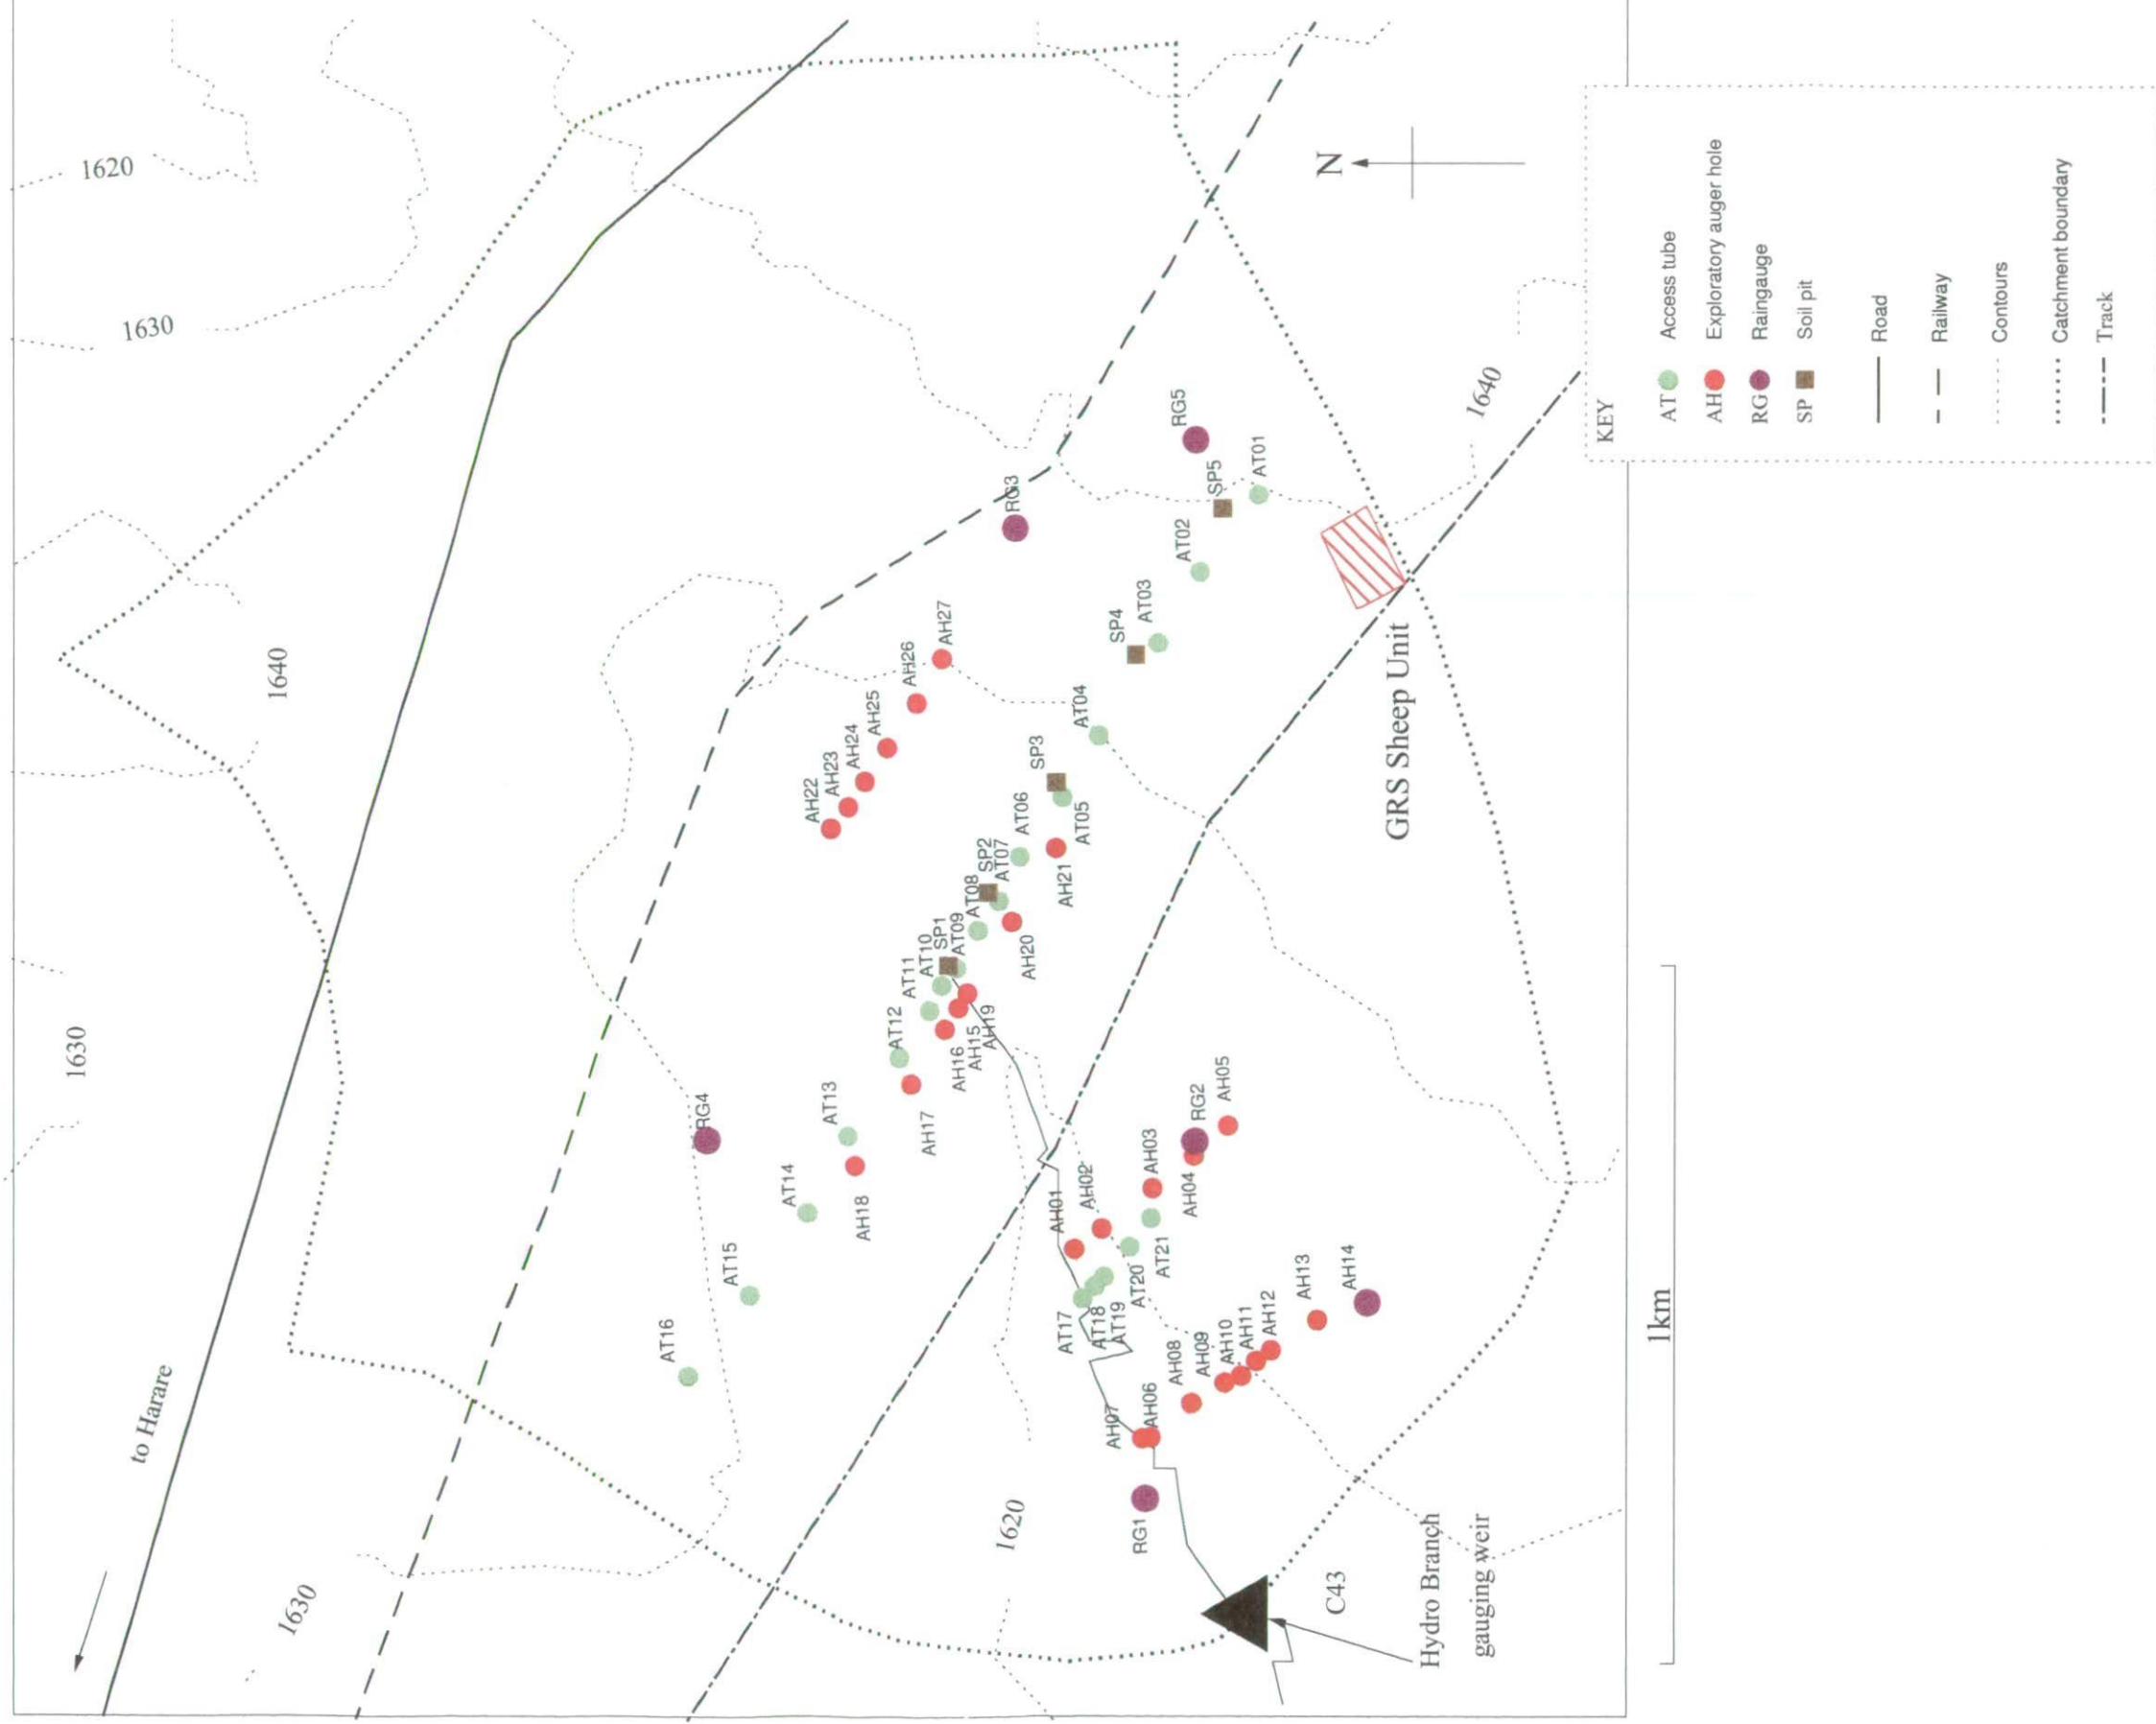 to Harare
1630
1640
1630
1620
1630
1620
1640
N
AT16
AT15
AT14
AT13
AT12
AT11
AT10
AT09
AT08
AT07
AT06
AT05
AT04
AT03
AT02
AT01
AT17
AT18
AT19
AT20
AT21
AH01
AH02
AH03
AH04
AH05
AH06
AH07
AH08
AH09
AH10
AH11
AH12
AH13
AH14
AH15
AH16
AH17
AH18
AH19
AH20
AH21
AH22
AH23
AH24
AH25
AH26
AH27
RG1
RG2
RG3
RG4
RG5
SP1
SP2
SP3
SP4
SP5
GRS Sheep Unit
C43
Hydro Branch
gauging weir
1km
KEY
AT Access tube
AH Exploratory auger hole
RG Raingauge
SP Soil pit
Road
Railway
Contours
Catchment boundary
Track